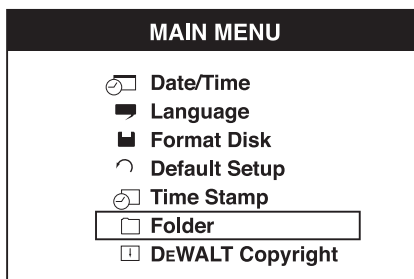 MAIN MENU
Date/Time
Language
Format Disk
Default Setup
Time Stamp
Folder
DEWALT Copyright